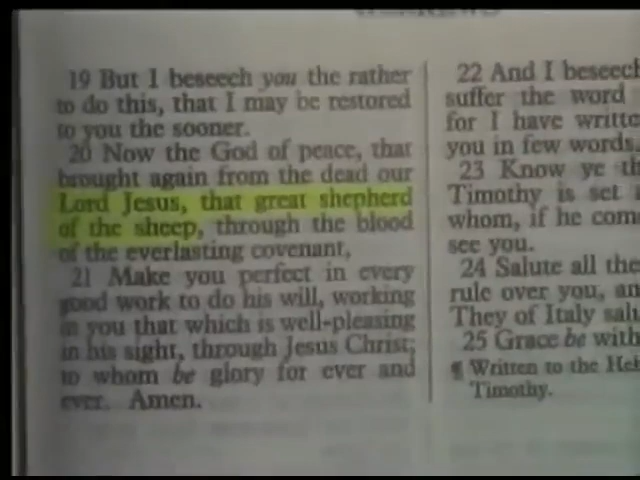 19 But I beseech you the rather
to do this, that I may be restored
to you the sooner.
20 Now the God of peace, that
brought again from the dead our
Lord Jesus, that great shepherd
of the sheep, through the blood
of the everlasting covenant,
21 Make you perfect in every
good work to do his will, working
in you that which is well-pleasing
in his sight, through Jesus Christ;
to whom be glory for ever and
ever. Amen.
22 And I beseech
suffer the word
for I have writte
you in few words.
23 Know ye th
Timothy is set
whom, if he com
see you.
24 Salute all the
rule over you, an
They of Italy salu
25 Grace be with
¶ Written to the Heb
Timothy.